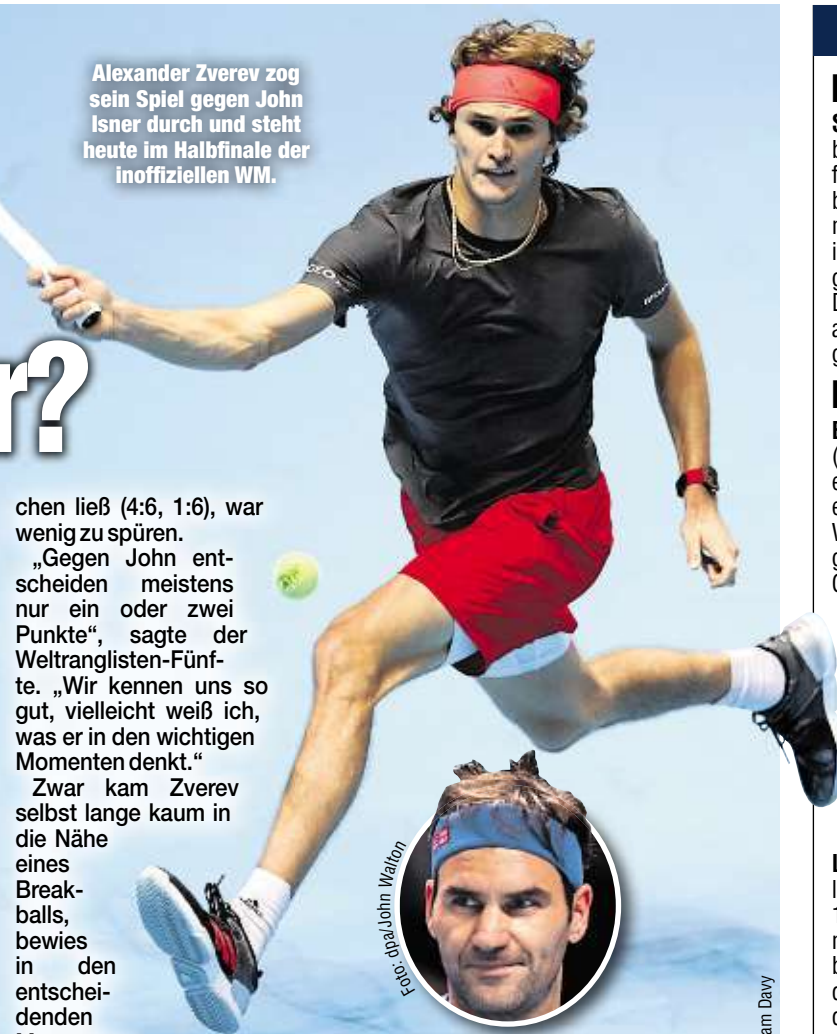 Alexander Zverev zog
sein Spiel gegen John
Isner durch und steht
heute im Halbfinale der
inoffiziellen WM.
r?
chen ließ (4:6, 1:6), war
wenig zu spüren.
„Gegen John ent-
scheiden meistens
nur ein oder zwei
Punkte“, sagte der
Weltranglisten-Fünf-
te. „Wir kennen uns so
gut, vielleicht weiß ich,
was er in den wichtigen
Momenten denkt.“
Zwar kam Zverev
selbst lange kaum in
die Nähe
eines
Break-
balls,
bewies
in den
entschei-
denden
Foto: dpa/John Walton
am Davy